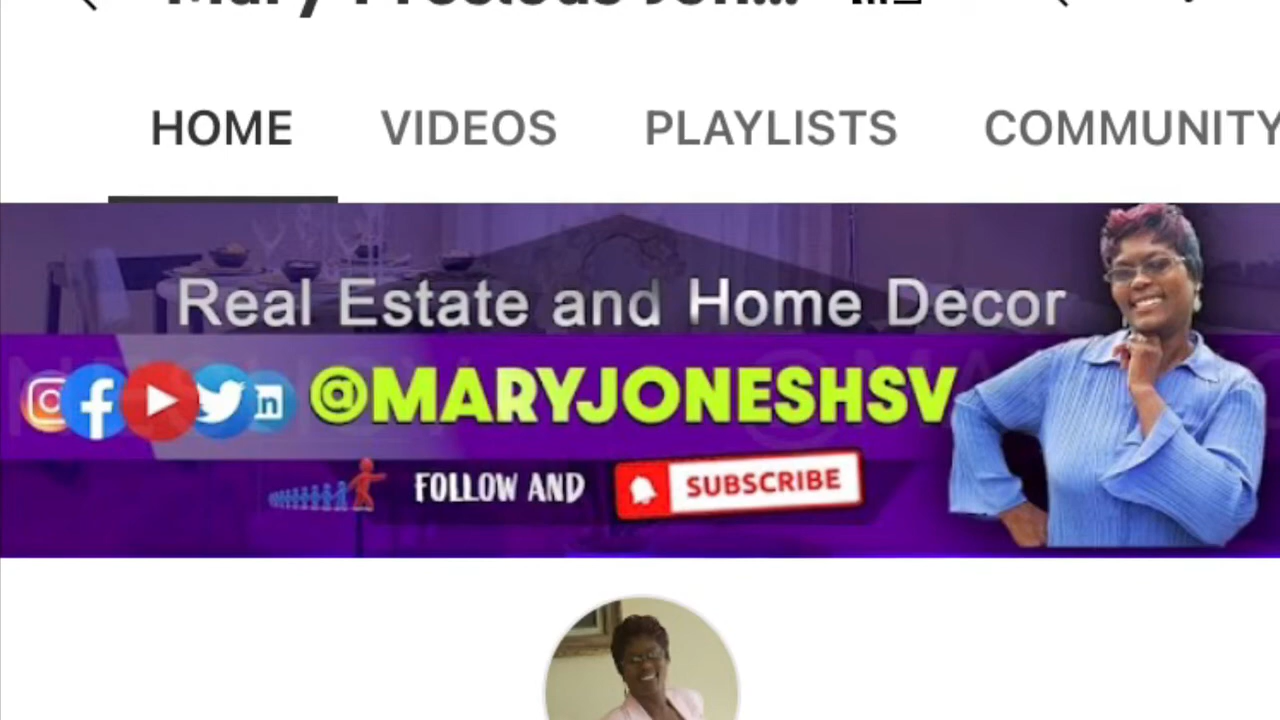 HOME VIDEOS PLAYLISTS COMMUNITY
Real Estate and Home Decor
@MARYJONESHSV
FOLLOW AND SUBSCRIBE